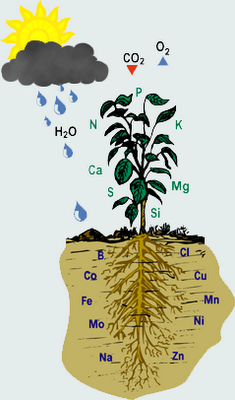 O₂
CO₂
P
N K
H₂O
Ca
S Mg
Si
B Cl
Co Cu
Fe Mn
Mo Ni
Na Zn